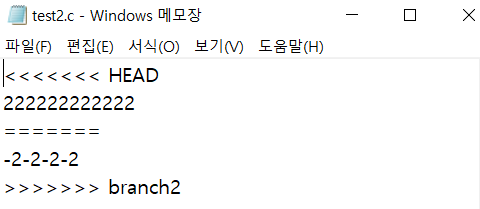 test2.c - Windows 메모장
파일(F) 편집(E) 서식(O) 보기(V) 도움말(H)
<<<<<<< HEAD
222222222222
=======
-2-2-2-2
>>>>>>> branch2